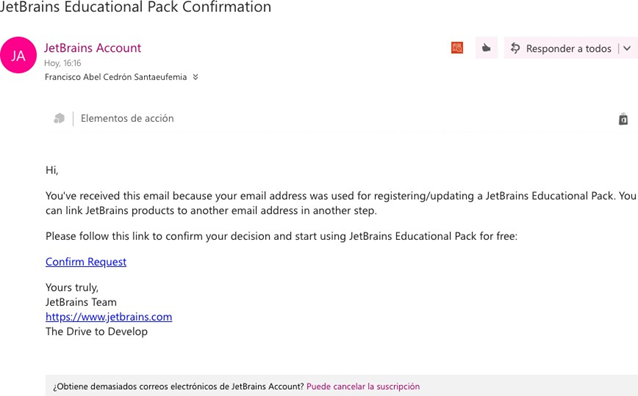 JetBrains Educational Pack Confirmation
JA
JetBrains Account
Hoy, 16:16
Responder a todos
Francisco Abel Cedrón Santaeufemia
Elementos de acción
Hi,
You've received this email because your email address was used for registering/updating a JetBrains Educational Pack. You
can link JetBrains products to another email address in another step.
Please follow this link to confirm your decision and start using JetBrains Educational Pack for free:
Confirm Request
Yours truly,
JetBrains Team
https://www.jetbrains.com
The Drive to Develop
¿Obtiene demasiados correos electrónicos de JetBrains Account? Puede cancelar la suscripción